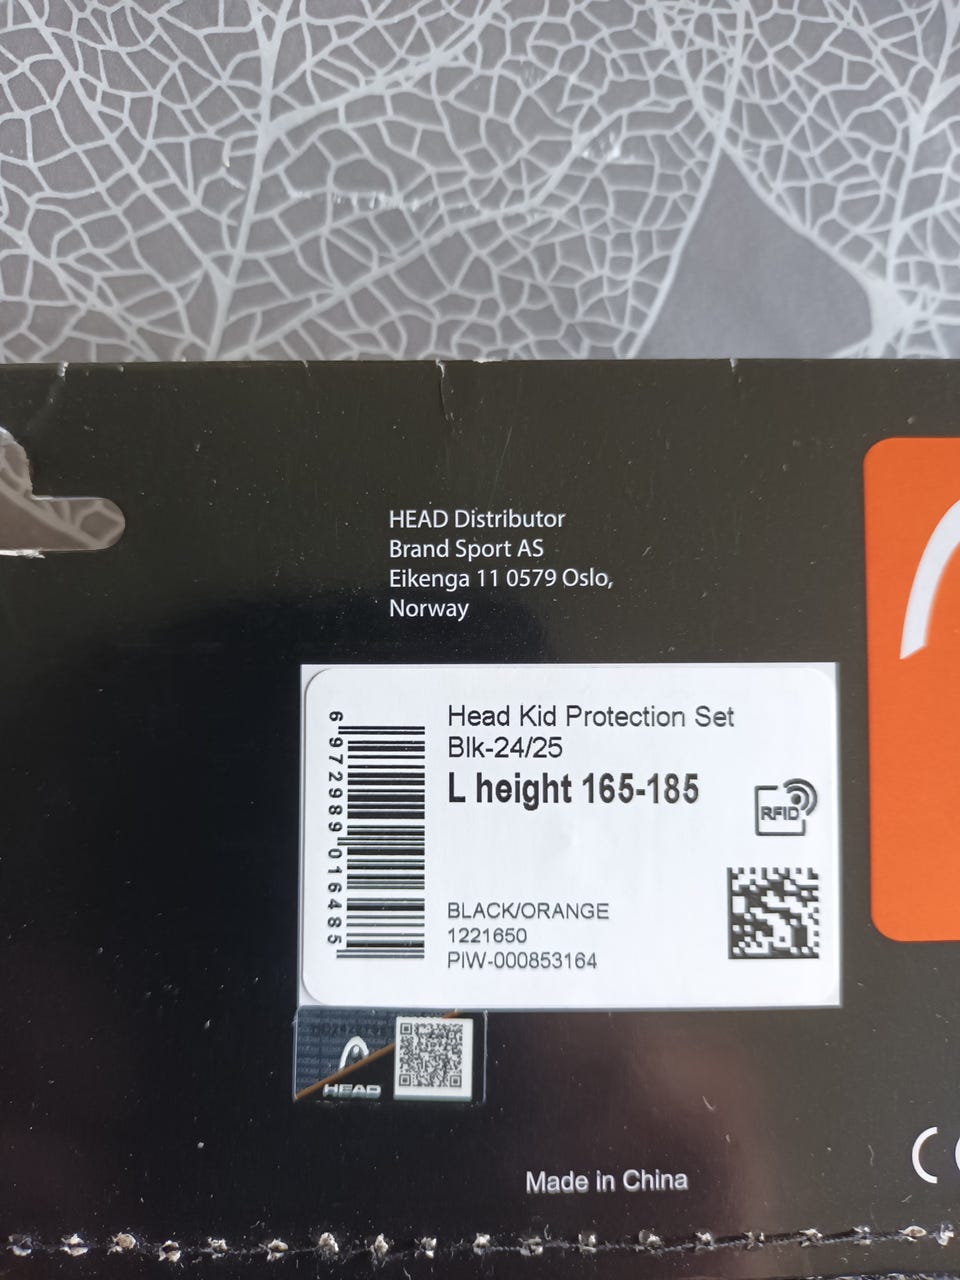 HEAD Distributor
Brand Sport AS
Eikenga 11 0579 Oslo,
Norway
Head Kid Protection Set
Blk-24/25
L height 165-185
RFID
6 972989 016485
BLACK/ORANGE
1221650
PIW-000853164
HEAD
Made in China